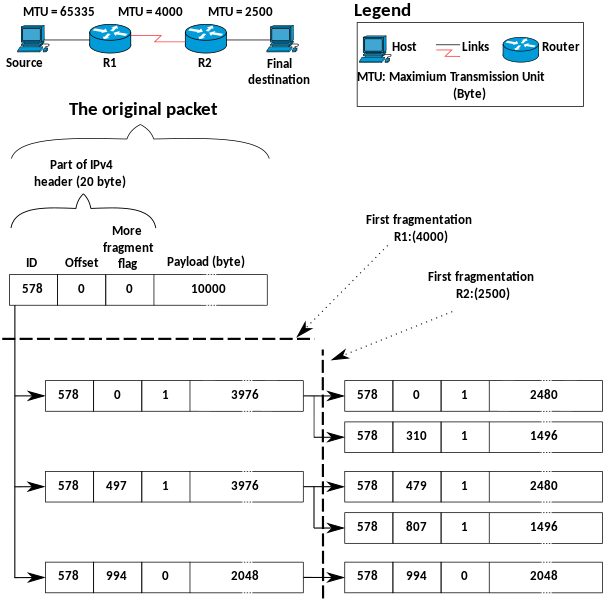 MTU = 65335 MTU = 4000 MTU = 2500
Source R1 R2 Final
destination
Legend
Host Links Router
MTU: Maximium Transmission Unit
(Byte)
The original packet
Part of IPv4
header (20 byte)
More
fragment
flag
ID Offset Payload (byte)
578 0 0 10000
First fragmentation
R1:(4000)
First fragmentation
R2:(2500)
578 0 1 3976 578 0 1 2480
578 310 1 1496
578 497 1 3976 578 479 1 2480
578 807 1 1496
578 994 0 2048 578 994 0 2048